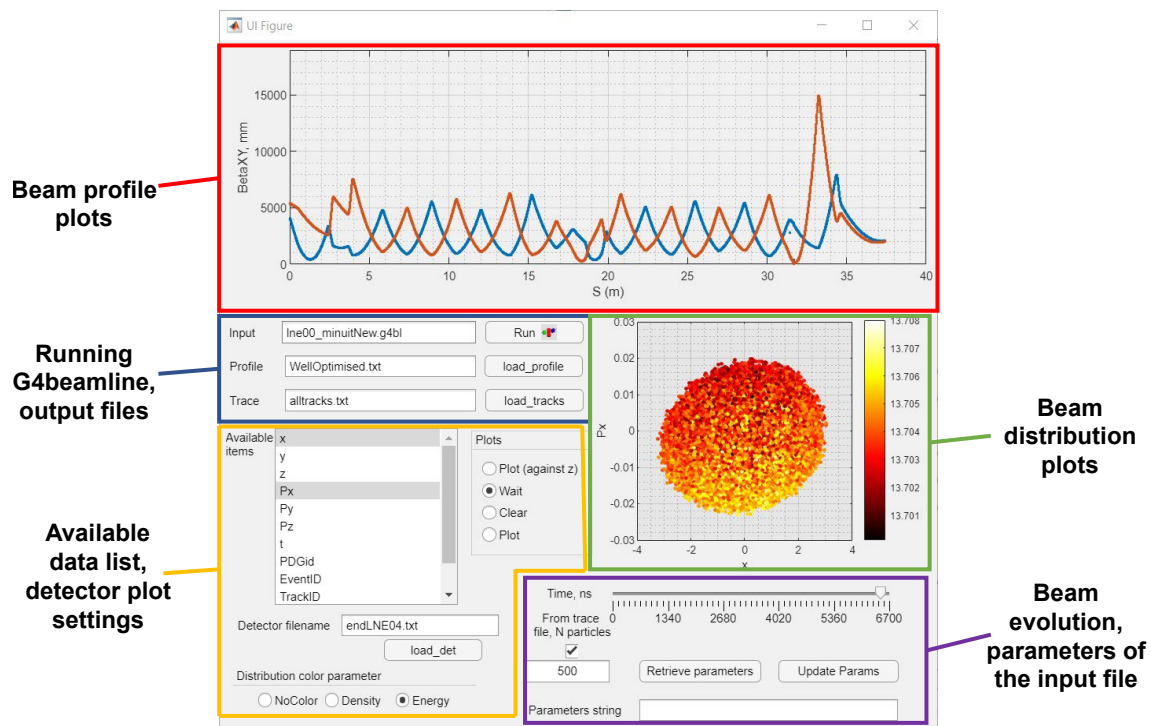 UI Figure
15000
10000
5000
0
BetaXY, mm
0 5 10 15 20 25 30 35 40
S (m)
Beam profile
plots
Input lne00_minuitNew.g4bl Run
Profile WellOptimised.txt load_profile
Trace alltracks.txt load_tracks
Running
G4beamline,
output files
0.03
0.02
0.01
0
-0.01
-0.02
-0.03
Px
-4 -2 0 2 4
x
13.708
13.707
13.706
13.705
13.704
13.703
13.702
13.701
Beam
distribution
plots
Available
items
x
y
z
Px
Py
Pz
t
PDGid
EventID
TrackID
Plots
Plot (against z)
Wait
Clear
Plot
Detector filename endLNE04.txt
load_det
Distribution color parameter
NoColor Density Energy
Available
data list,
detector plot
settings
Time, ns
0 1340 2680 4020 5360 6700
From trace
file, N particles
500 Retrieve parameters Update Params
Parameters string
Beam
evolution,
parameters of
the input file